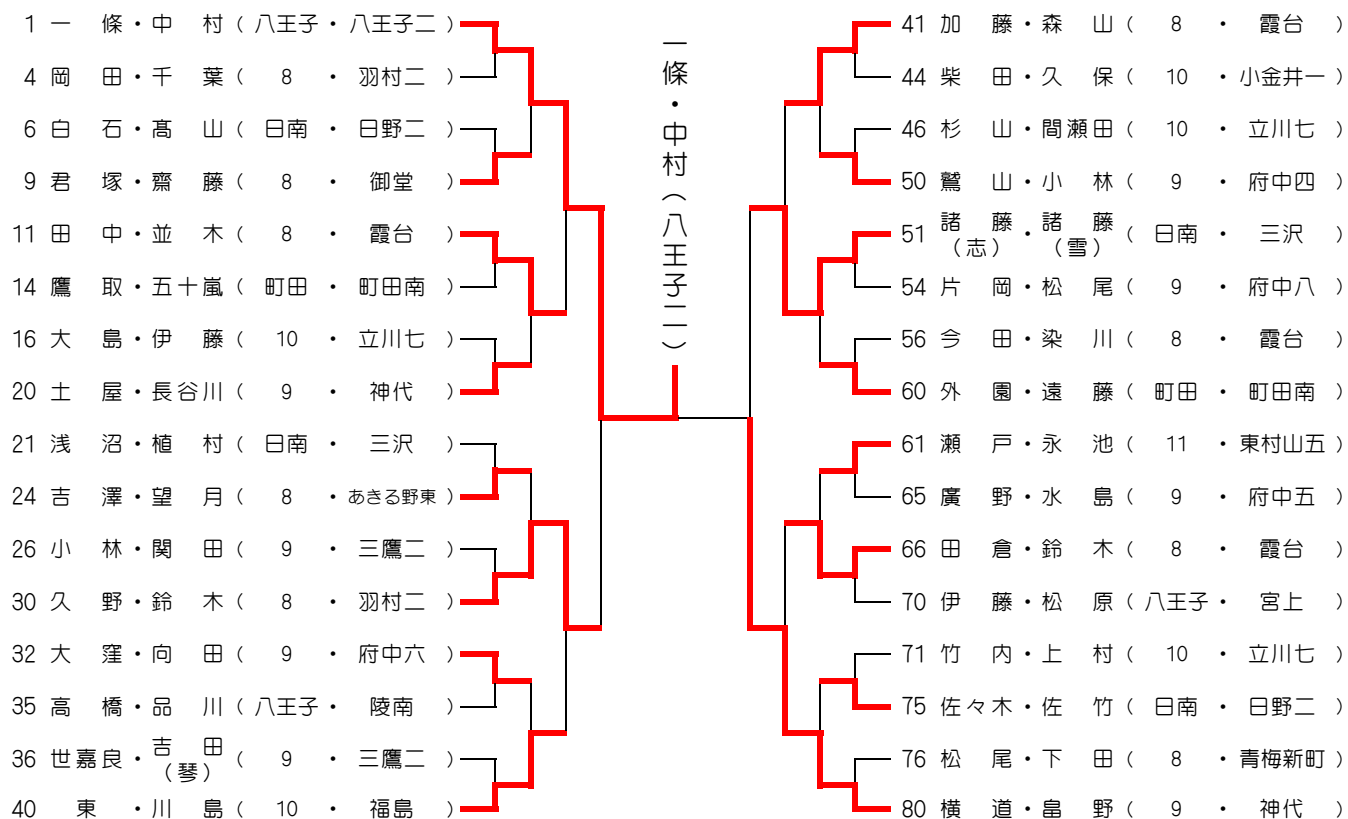 1 一條・中村（八王子・八王子二）
4 岡田・千葉（8・羽村二）
6 白石・髙山（日南・日野二）
9 君塚・齋藤（8・御堂）
11 田中・並木（8・霞台）
14 鷹取・五十嵐（町田・町田南）
16 大島・伊藤（10・立川七）
20 土屋・長谷川（9・神代）
21 浅沼・植村（日南・三沢）
24 吉澤・望月（8・あきる野東）
26 小林・関田（9・三鷹二）
30 久野・鈴木（8・羽村二）
32 大窪・向田（9・府中六）
35 高橋・品川（八王子・陵南）
36 世嘉良・吉田（琴）（9・三鷹二）
40 東・川島（10・福島）
一條・中村（八王子二）
41 加藤・森山（8・霞台）
44 柴田・久保（10・小金井一）
46 杉山・間瀬田（10・立川七）
50 鷲山・小林（9・府中四）
51 諸藤（志）・諸藤（雪）（日南・三沢）
54 片岡・松尾（9・府中八）
56 今田・染川（8・霞台）
60 外園・遠藤（町田・町田南）
61 瀬戸・永池（11・東村山五）
65 廣野・水島（9・府中五）
66 田倉・鈴木（8・霞台）
70 伊藤・松原（八王子・宮上）
71 竹内・上村（10・立川七）
75 佐々木・佐竹（日南・日野二）
76 松尾・下田（8・青梅新町）
80 横道・畠野（9・神代）